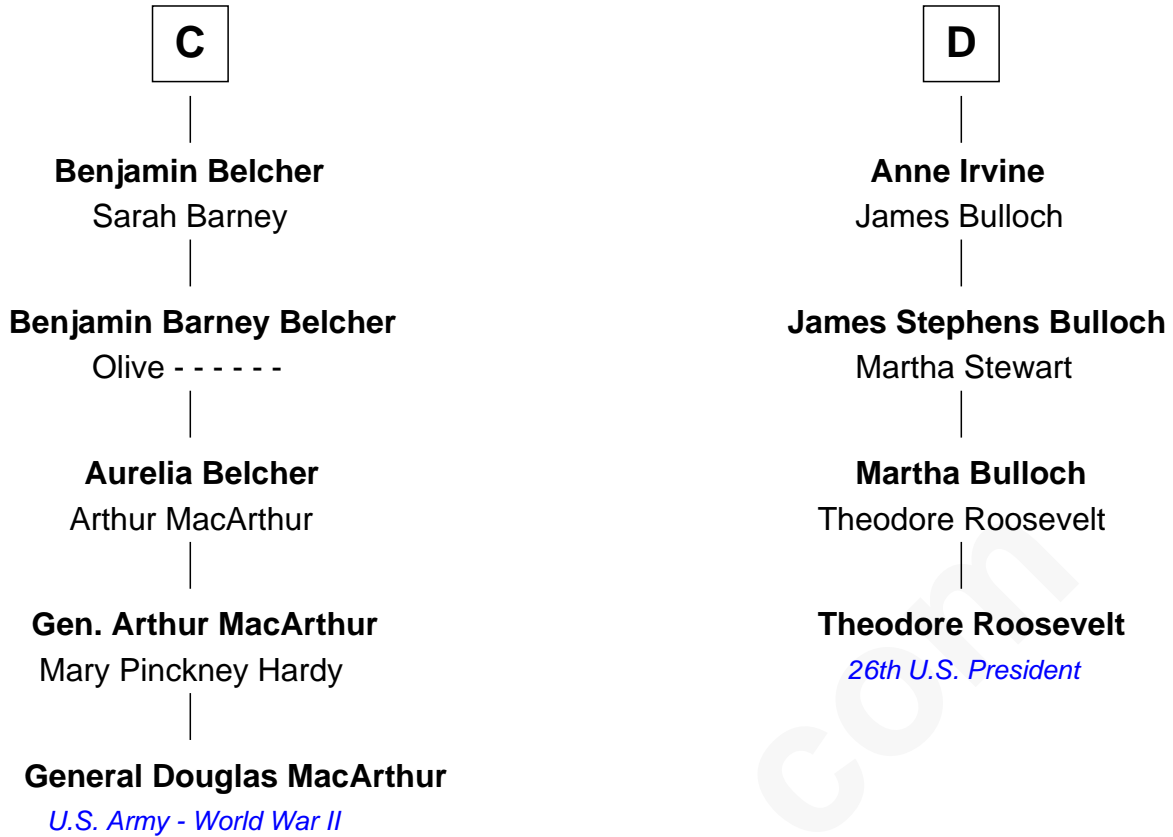 C
Benjamin Belcher
Sarah Barney
Benjamin Barney Belcher
Olive - - - - - -
Aurelia Belcher
Arthur MacArthur
Gen. Arthur MacArthur
Mary Pinckney Hardy
General Douglas MacArthur
U.S. Army - World War II
D
Anne Irvine
James Bulloch
James Stephens Bulloch
Martha Stewart
Martha Bulloch
Theodore Roosevelt
Theodore Roosevelt
26th U.S. President
com